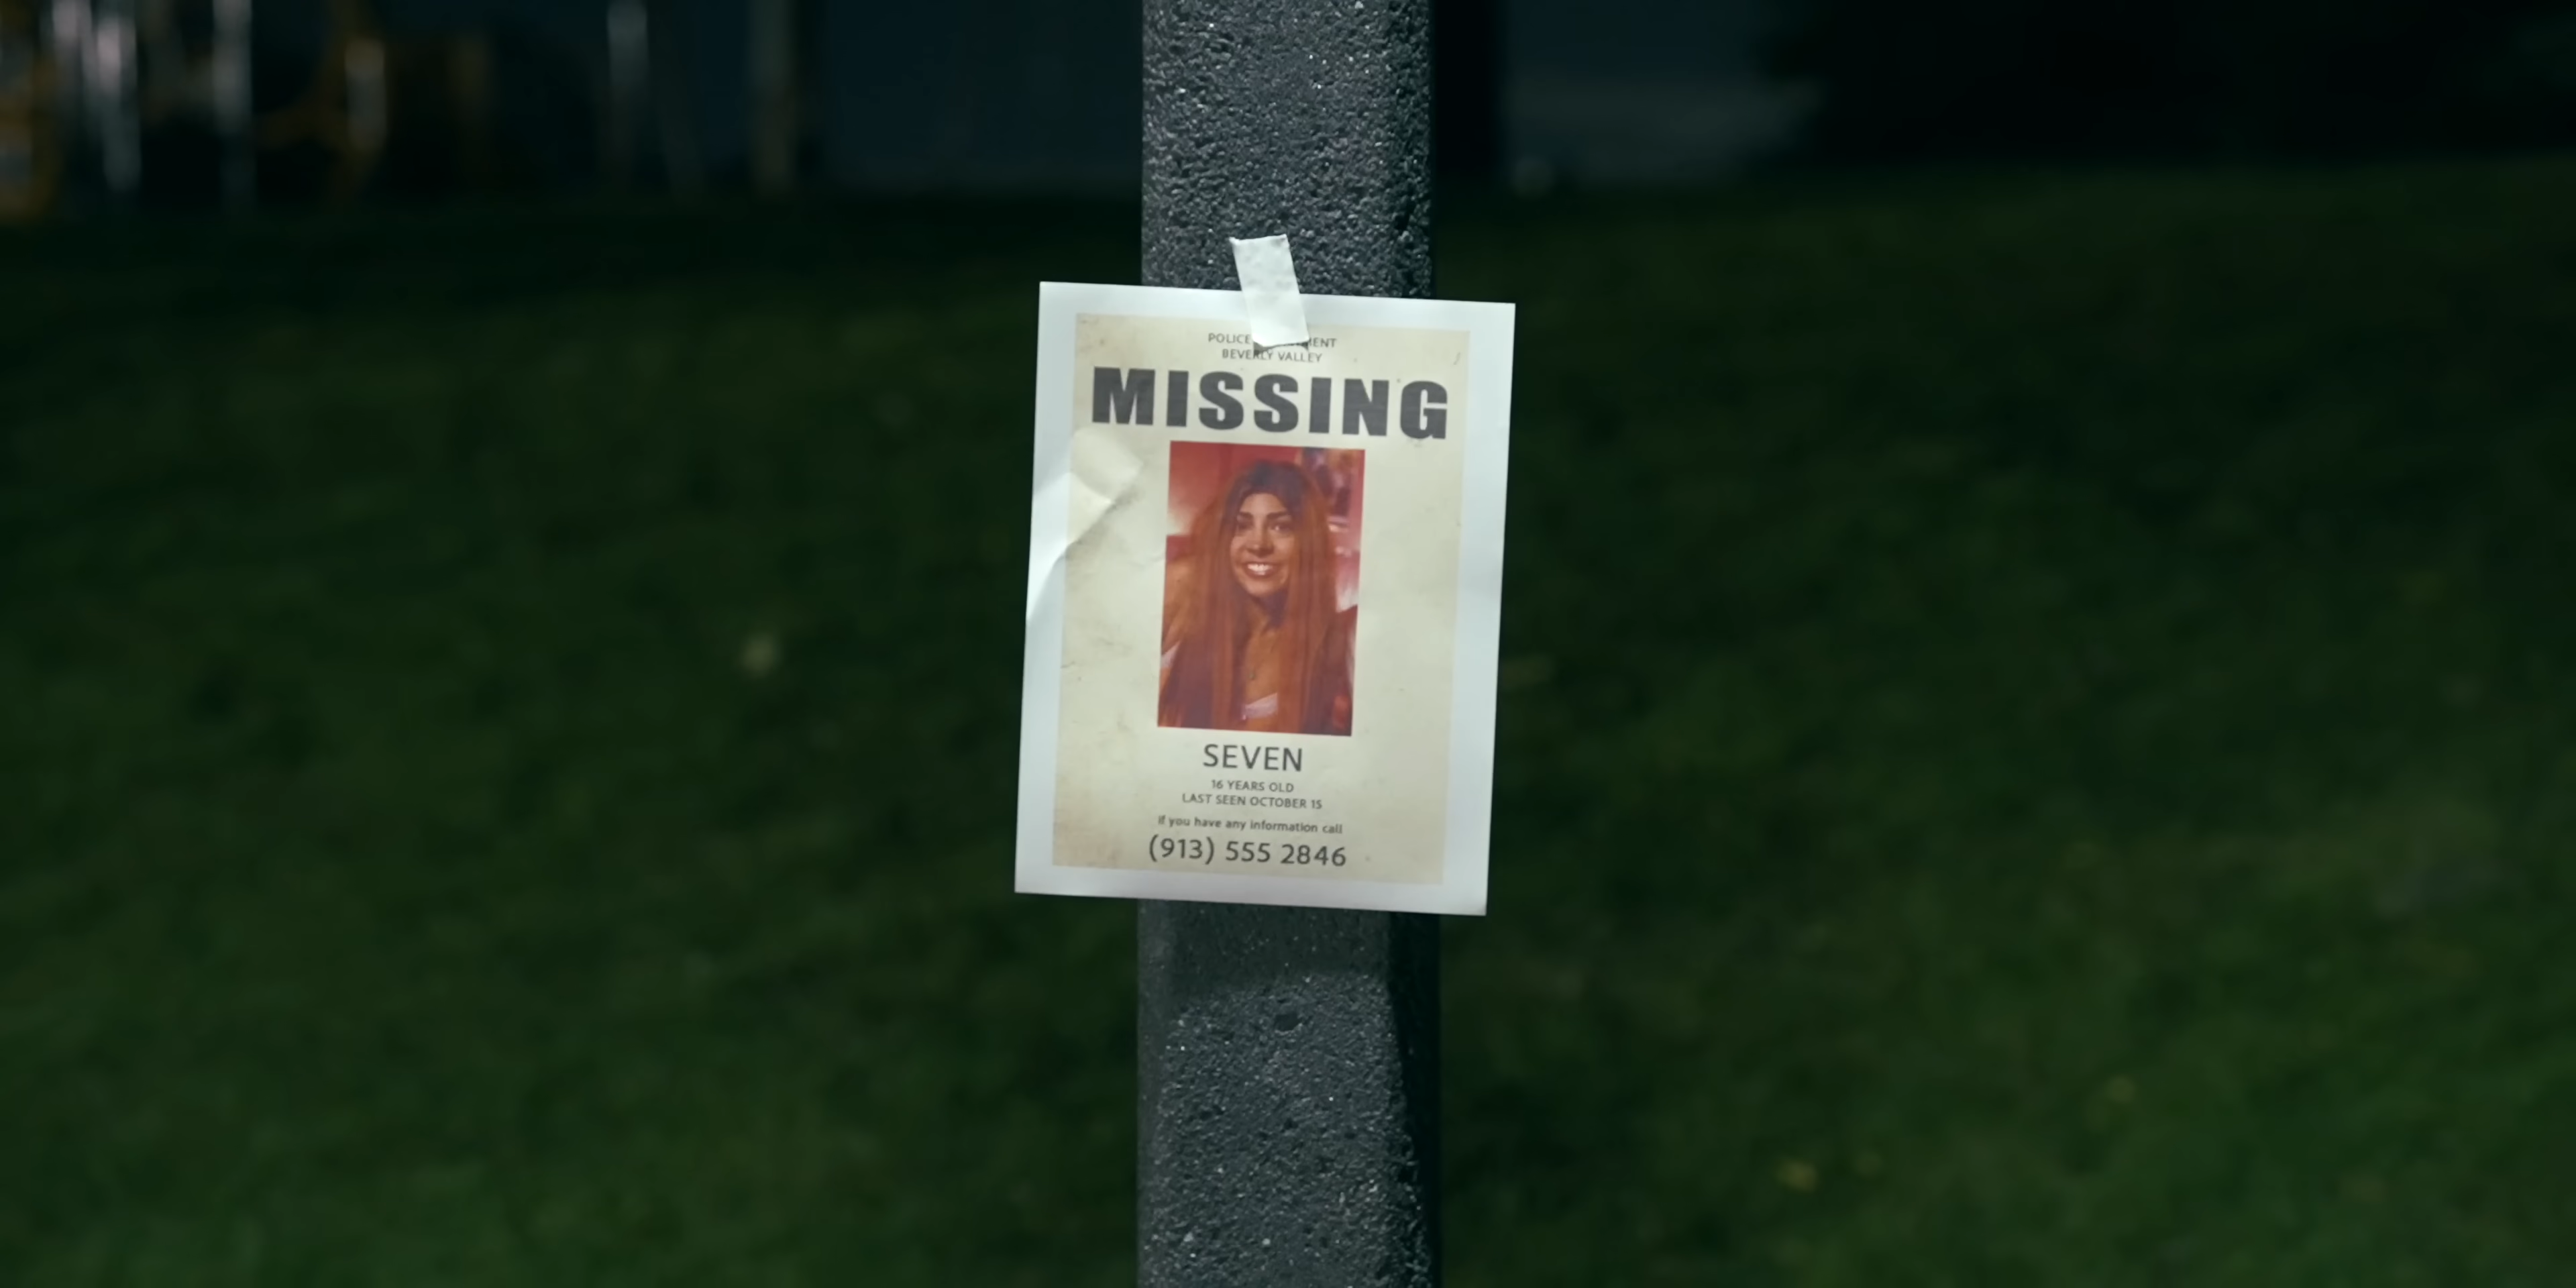 POLICE
BEVERLY VALLEY
MISSING
SEVEN
16 YEARS OLD
LAST SEEN OCTOBER 15
If you have any information call
(913) 555 2846